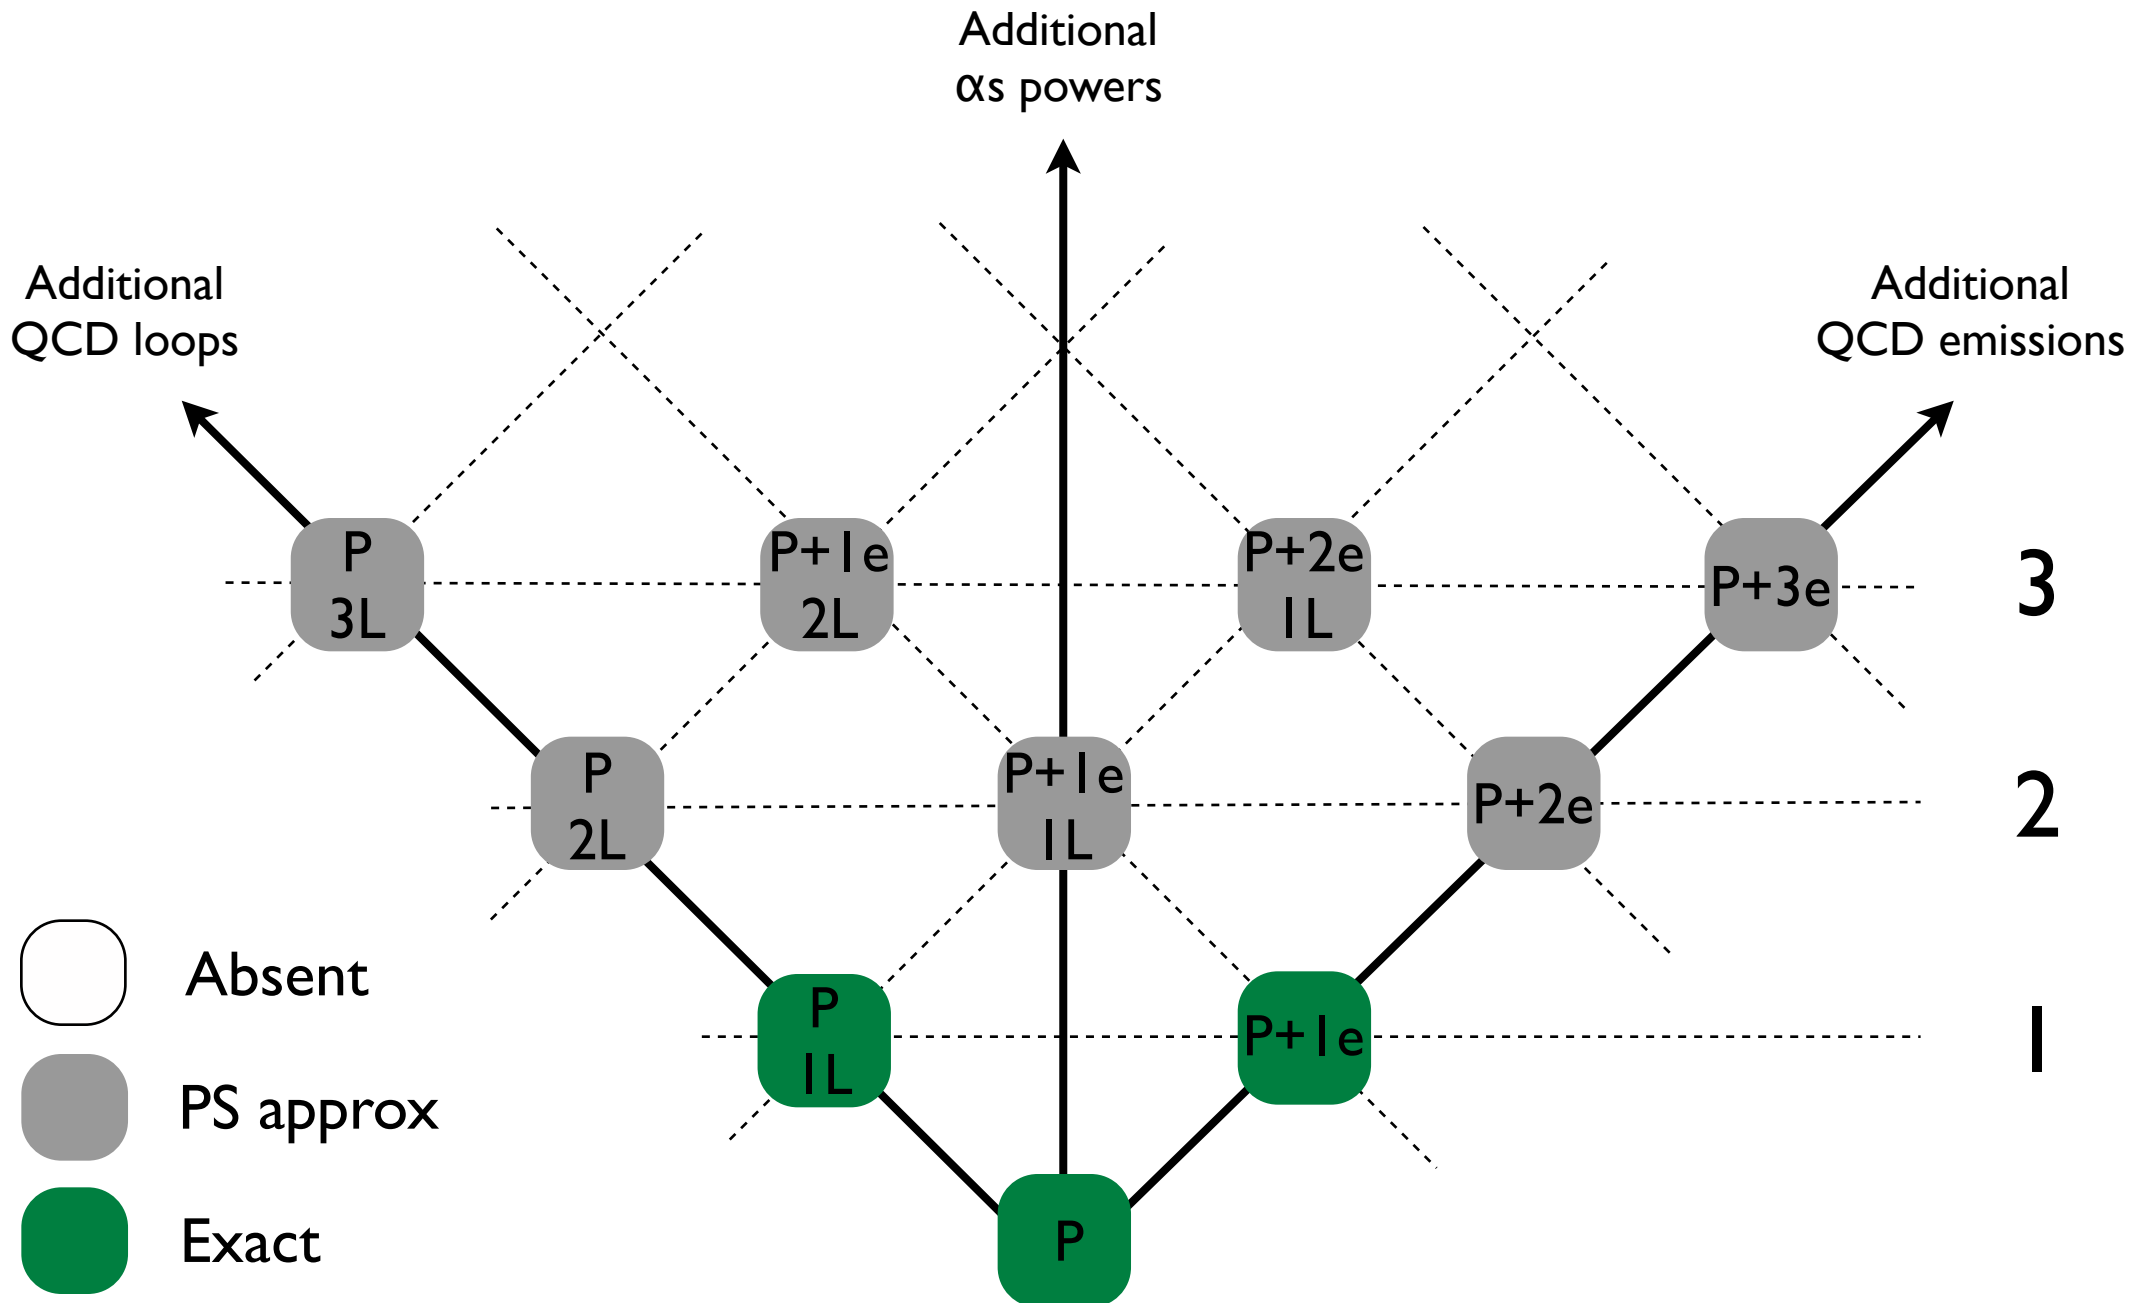 Additional
αs powers
Additional
QCD loops
Additional
QCD emissions
P
3L
P+1e
2L
P+2e
1L
P+3e
3
P
2L
P+1e
1L
P+2e
2
P
1L
P+1e
1
P
Absent
PS approx
Exact